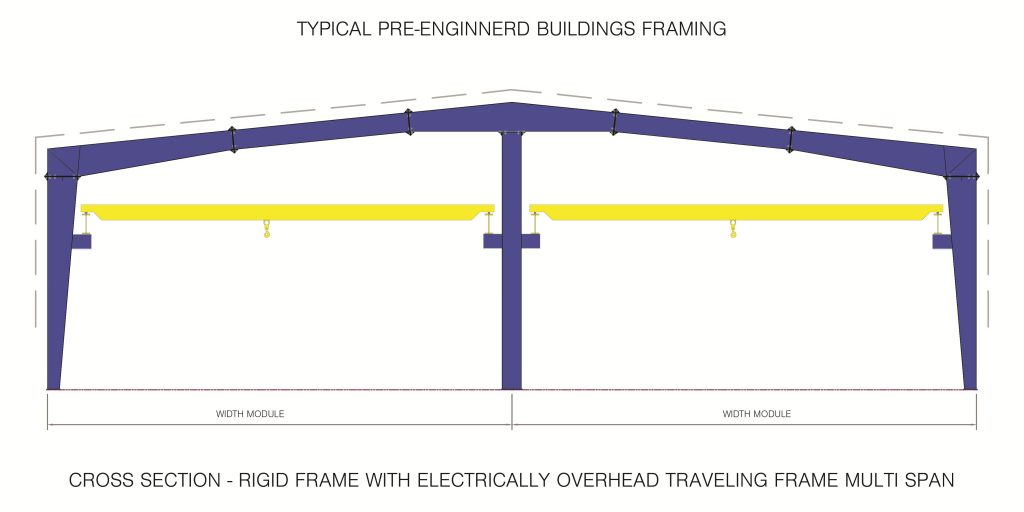 TYPICAL PRE-ENGINNERD BUILDINGS FRAMING
WIDTH MODULE
WIDTH MODULE
CROSS SECTION - RIGID FRAME WITH ELECTRICALLY OVERHEAD TRAVELING FRAME MULTI SPAN